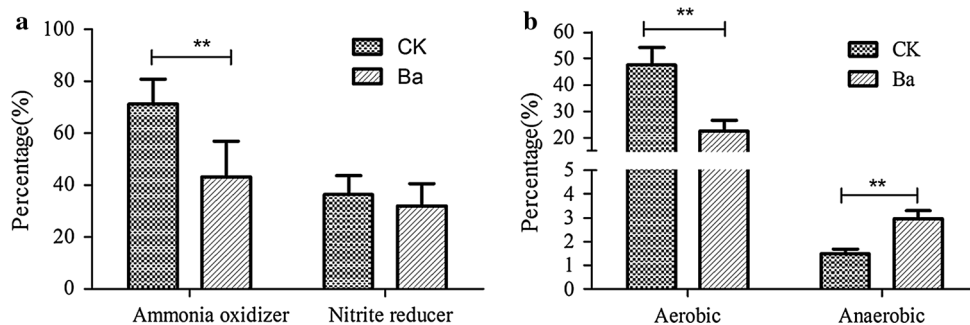 a
Percentage(%)
100
80
60
40
20
0
**
CK
Ba
Ammonia oxidizer
Nitrite reducer
b
Percentage(%)
60
50
40
30
20
5
4
3
2
1
0
**
**
CK
Ba
Aerobic
Anaerobic